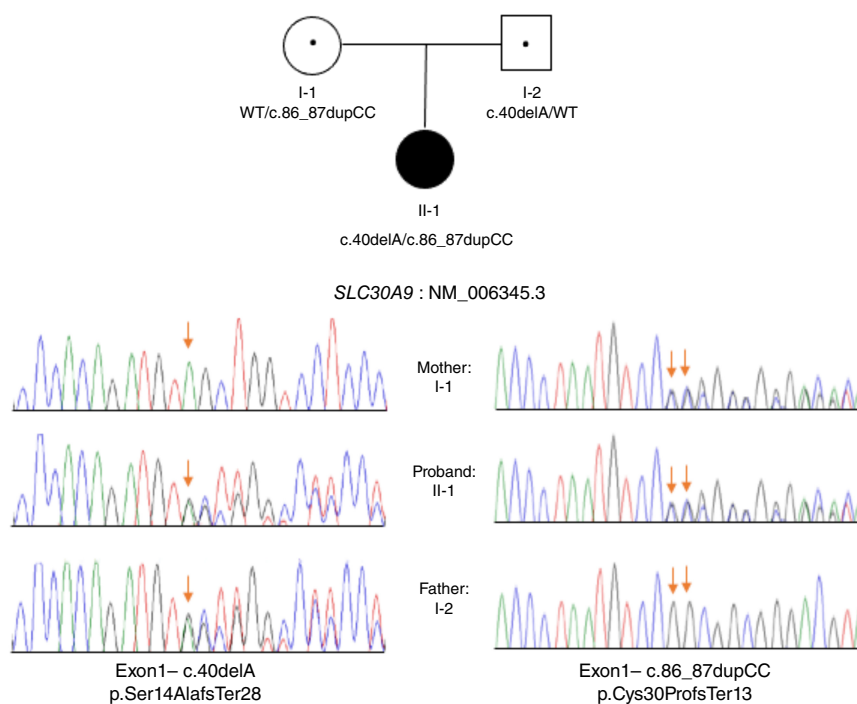 I-1
I-2
WT/c.86_87dupCC
c.40delA/WT
II-1
c.40delA/c.86_87dupCC
SLC30A9 : NM_006345.3
Mother:
I-1
Proband:
II-1
Father:
I-2
Exon1– c.40delA
p.Ser14AlafsTer28
Exon1– c.86_87dupCC
p.Cys30ProfsTer13